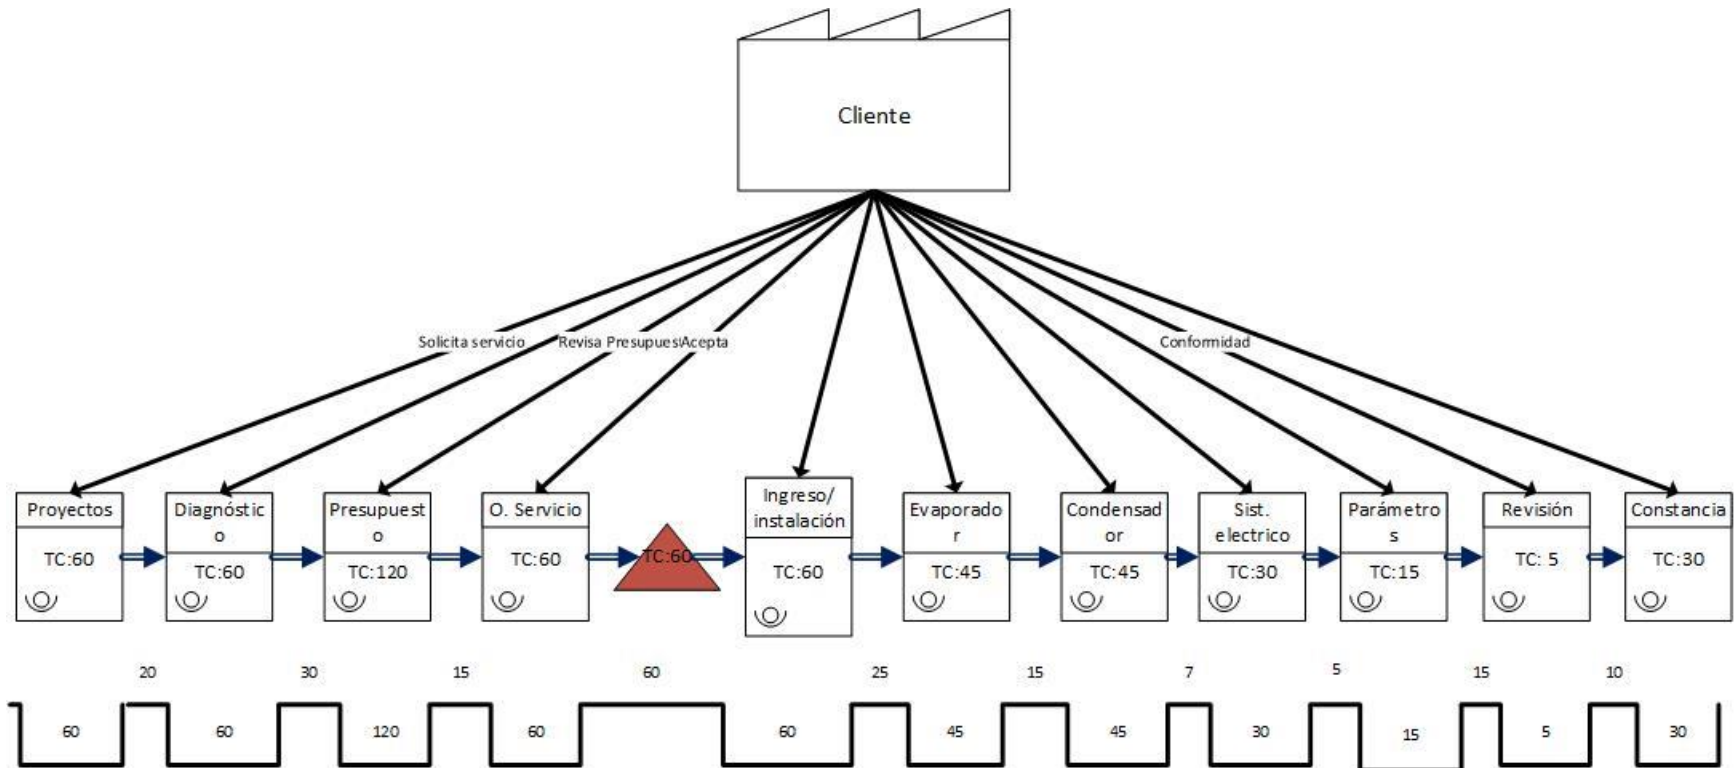 Cliente
Solicita servicio
Revisa Presupues
Acepta
Conformidad
Proyectos
TC:60
Diagnóstic
o
TC:60
Presupuest
o
TC:120
O. Servicio
TC:60
TC:60
Ingreso/
instalación
TC:60
Evaporado
r
TC:45
Condensad
or
TC:45
Sist.
electrico
TC:30
Parámetro
s
TC:15
Revisión
TC: 5
Constancia
TC:30
20 30 15 60 25 15 7 5 15 10
60 60 120 60 60 45 45 30 15 5 30